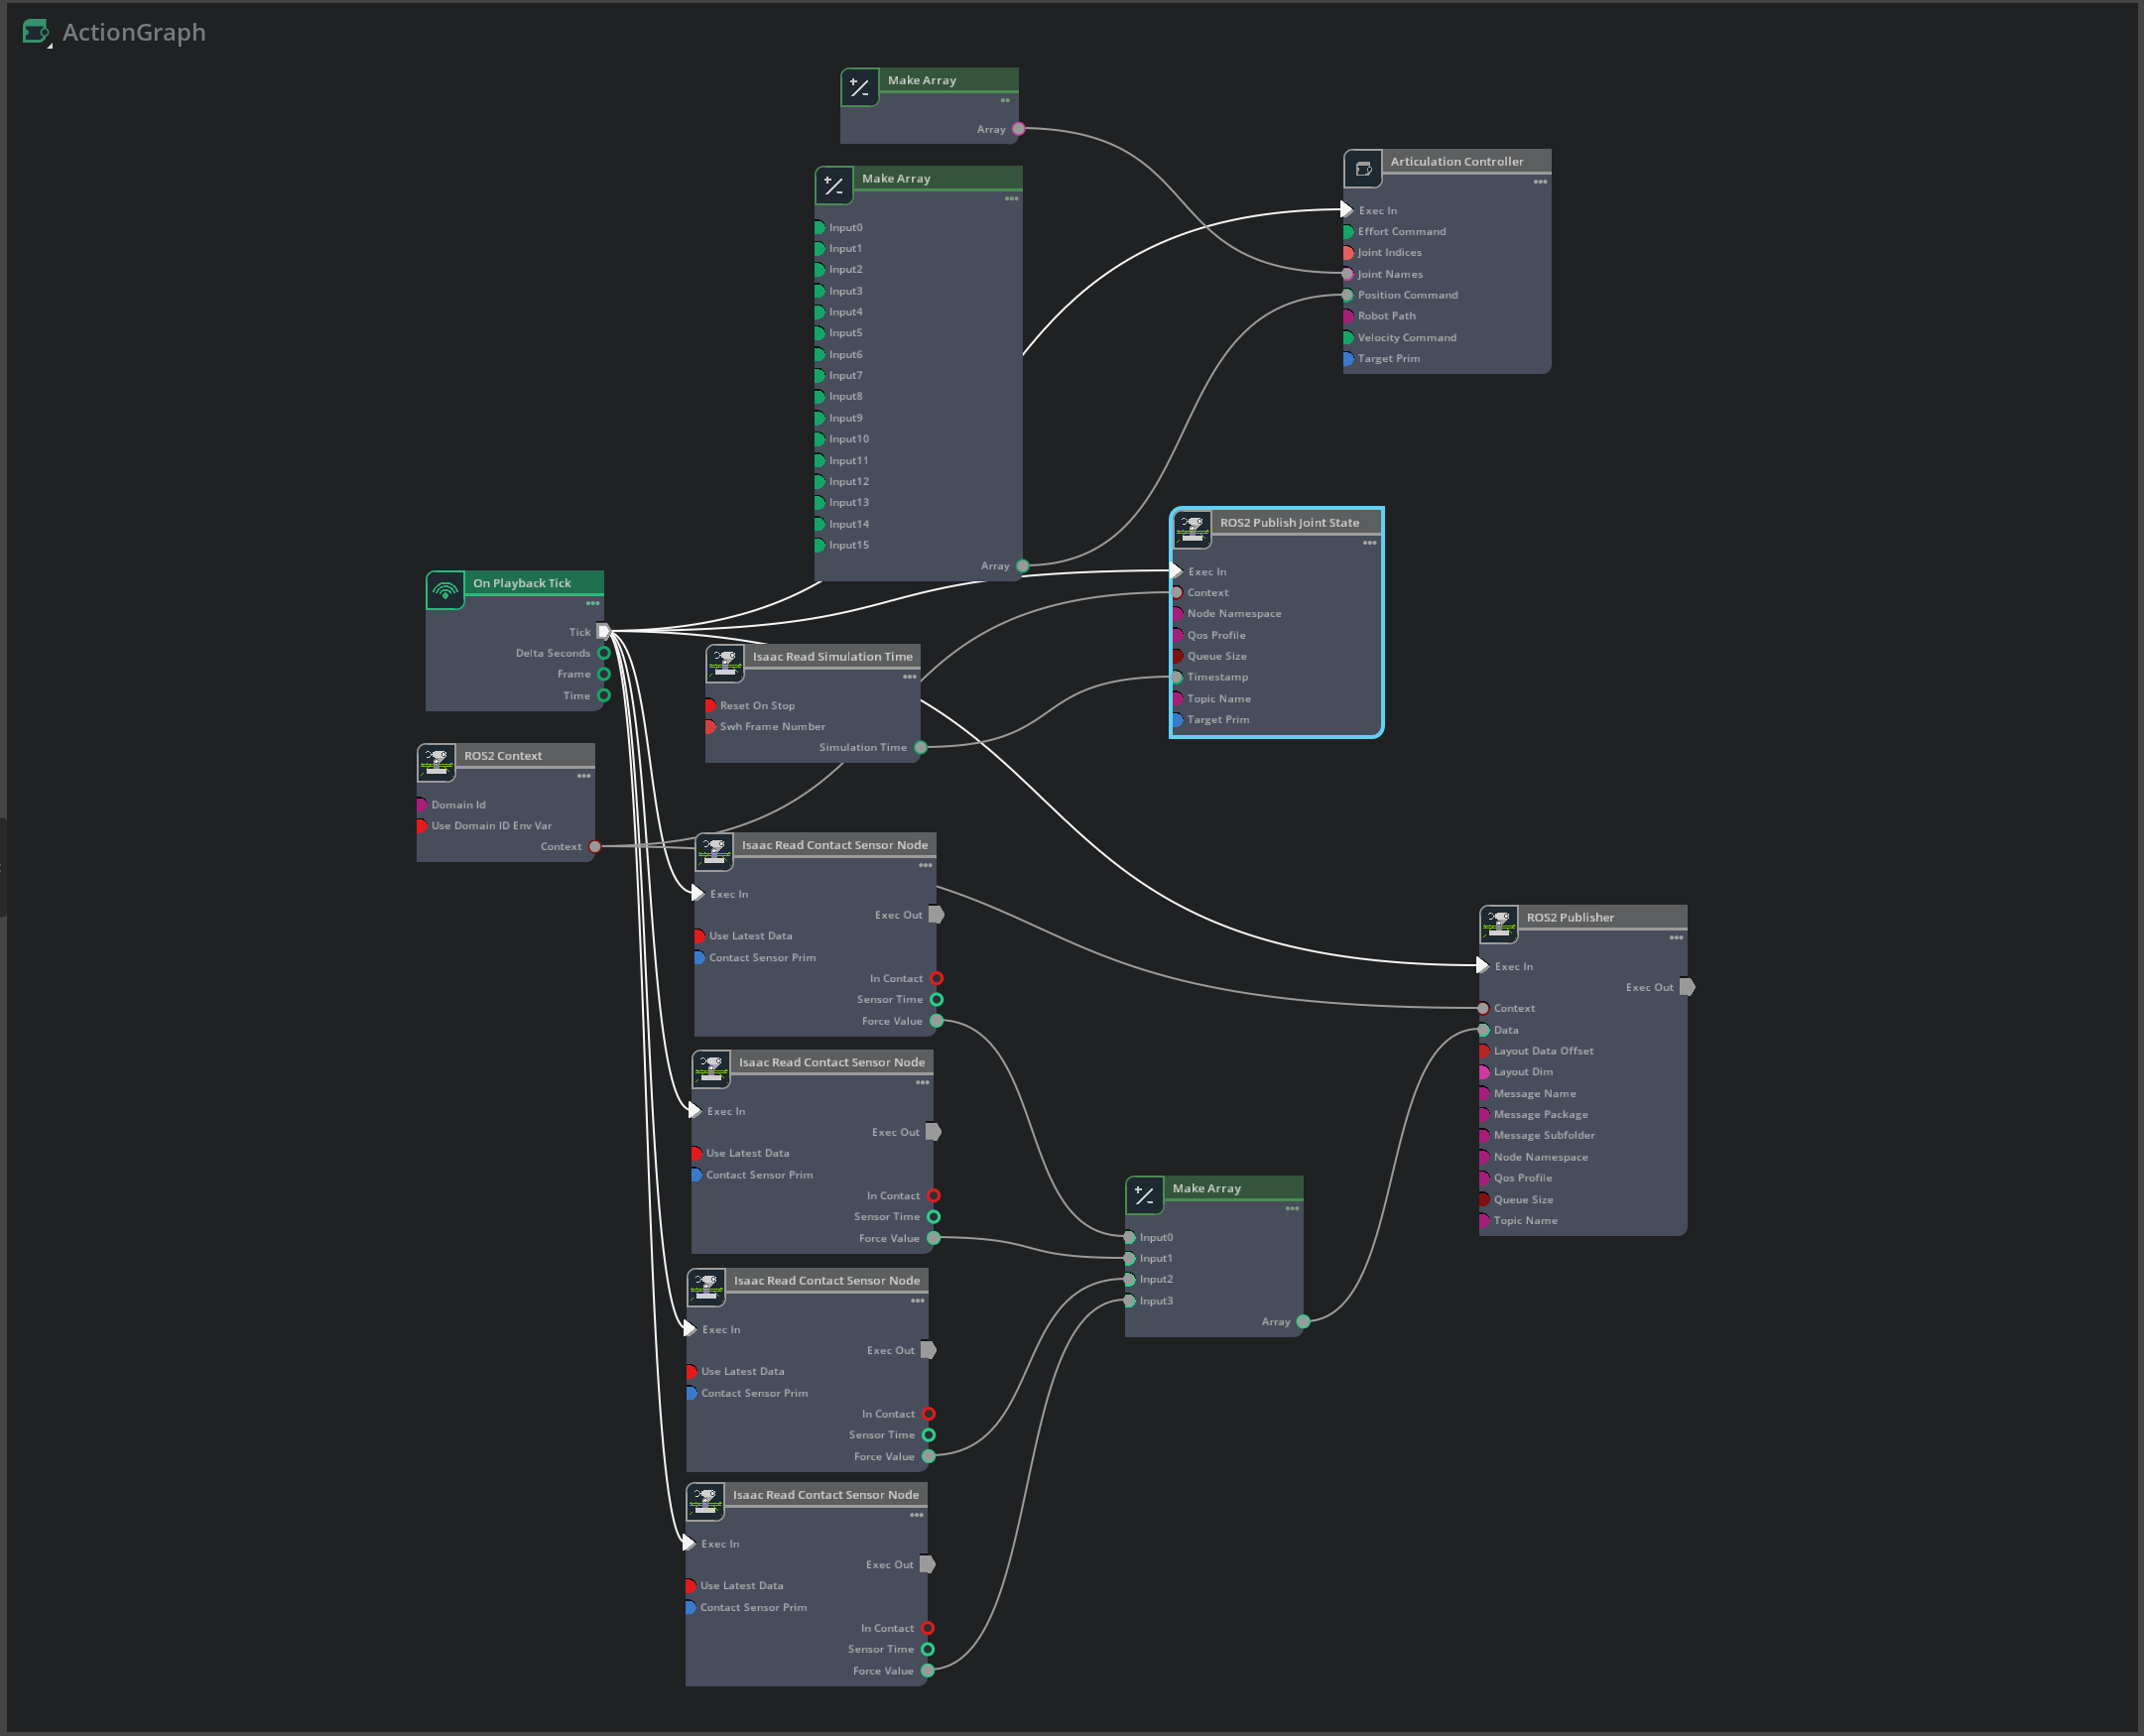 ActionGraph
Make Array
Array
Make Array
Input0
Input1
Input2
Input3
Input4
Input5
Input6
Input7
Input8
Input9
Input10
Input11
Input12
Input13
Input14
Input15
Array
Articulation Controller
Exec In
Effort Command
Joint Indices
Joint Names
Position Command
Robot Path
Velocity Command
Target Prim
ROS2 Publish Joint State
Exec In
Context
Node Namespace
Qos Profile
Queue Size
Timestamp
Topic Name
Target Prim
On Playback Tick
Tick
Delta Seconds
Frame
Time
Isaac Read Simulation Time
Reset On Stop
Swh Frame Number
Simulation Time
ROS2 Context
Domain Id
Use Domain ID Env Var
Context
Isaac Read Contact Sensor Node
Exec In
Exec Out
Use Latest Data
Contact Sensor Prim
In Contact
Sensor Time
Force Value
ROS2 Publisher
Exec In
Exec Out
Context
Data
Layout Data Offset
Layout Dim
Message Name
Message Package
Message Subfolder
Node Namespace
Qos Profile
Queue Size
Topic Name
Isaac Read Contact Sensor Node
Exec In
Exec Out
Use Latest Data
Contact Sensor Prim
In Contact
Sensor Time
Force Value
Make Array
Input0
Input1
Input2
Input3
Array
Isaac Read Contact Sensor Node
Exec In
Exec Out
Use Latest Data
Contact Sensor Prim
In Contact
Sensor Time
Force Value
Isaac Read Contact Sensor Node
Exec In
Exec Out
Use Latest Data
Contact Sensor Prim
In Contact
Sensor Time
Force Value